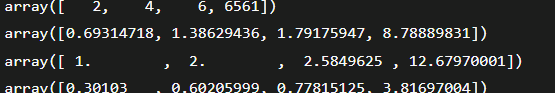 array([   2,    4,    6, 6561])
array([0.69314718, 1.38629436, 1.79175947, 8.78889831])
array([ 1.        ,  2.        ,  2.5849625 , 12.67970001])
array([0.30103   , 0.60205999, 0.77815125, 3.81697004])